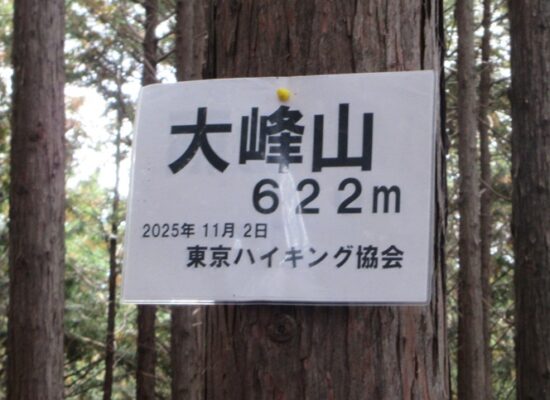 大峰山
622m
2025年 11月 2日
東京ハイキング協会